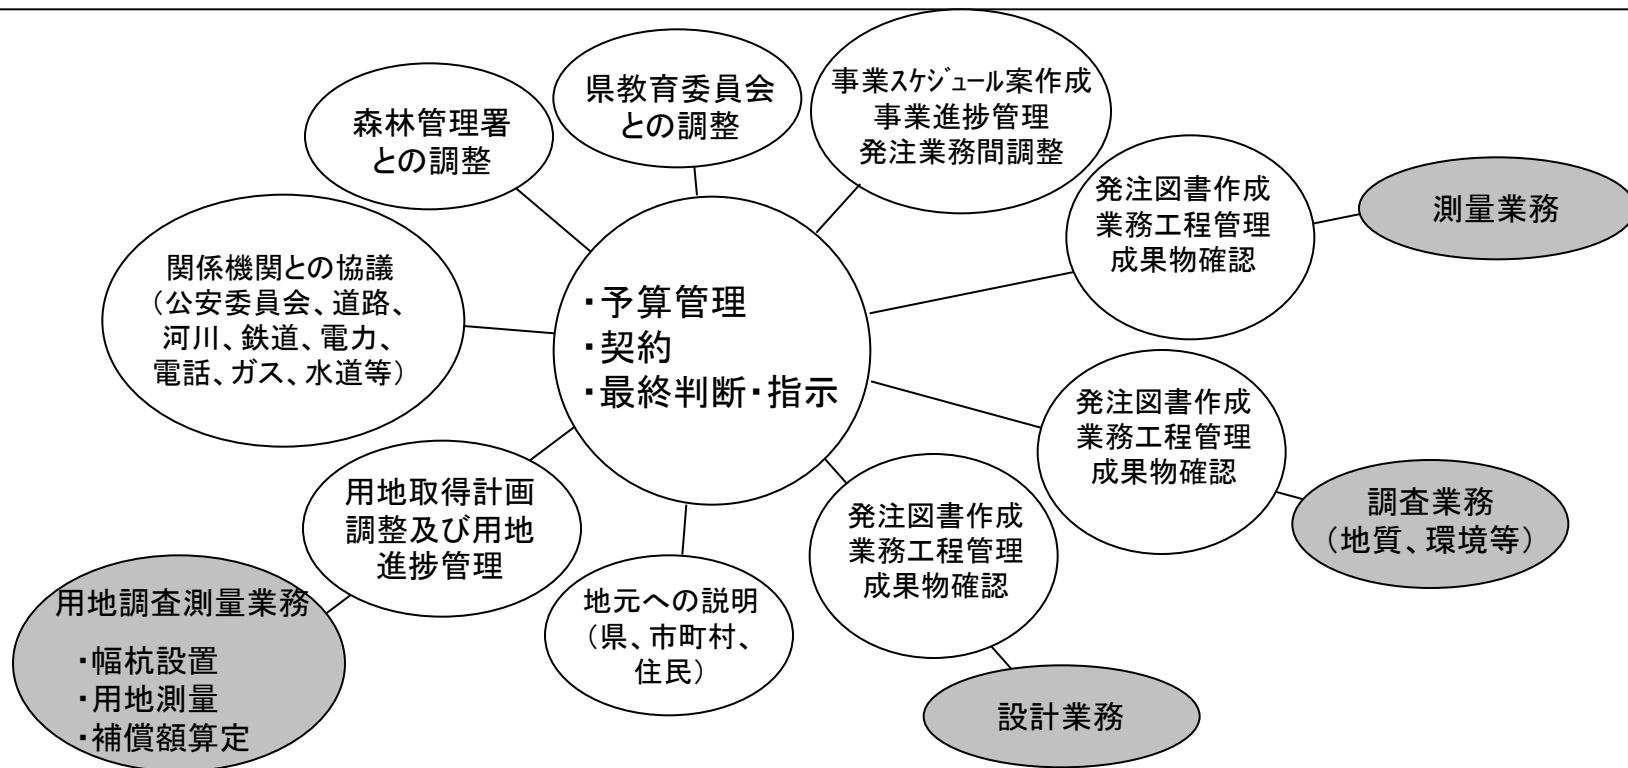 県教育委員会
との調整
事業スケジュール案作成
事業進捗管理
発注業務間調整
森林管理署
との調整
発注図書作成
業務工程管理
成果物確認
測量業務
関係機関との協議
（公安委員会、道路、
河川、鉄道、電力、
電話、ガス、水道等）
・予算管理
・契約
・最終判断・指示
発注図書作成
業務工程管理
成果物確認
調査業務
（地質、環境等）
用地取得計画
調整及び用地
進捗管理
発注図書作成
業務工程管理
成果物確認
設計業務
地元への説明
（県、市町村、
住民）
用地調査測量業務
・幅杭設置
・用地測量
・補償額算定